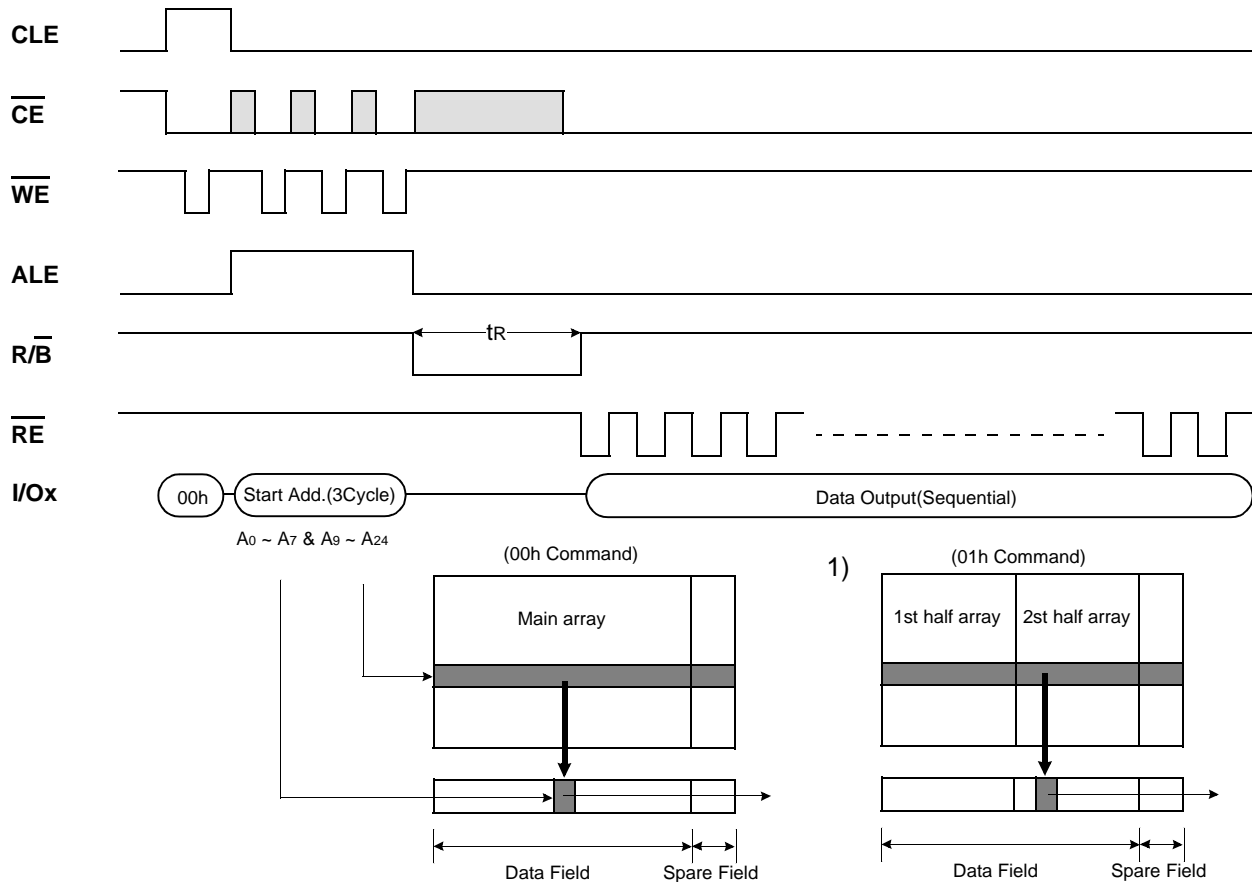 CLE
CE
WE
ALE
R/B
tR
RE
I/Ox
00h
Start Add.(3Cycle)
Data Output(Sequential)
A0 ~ A7 & A9 ~ A24
(00h Command)
1)
(01h Command)
Main array
1st half array
2st half array
Data Field
Spare Field
Data Field
Spare Field